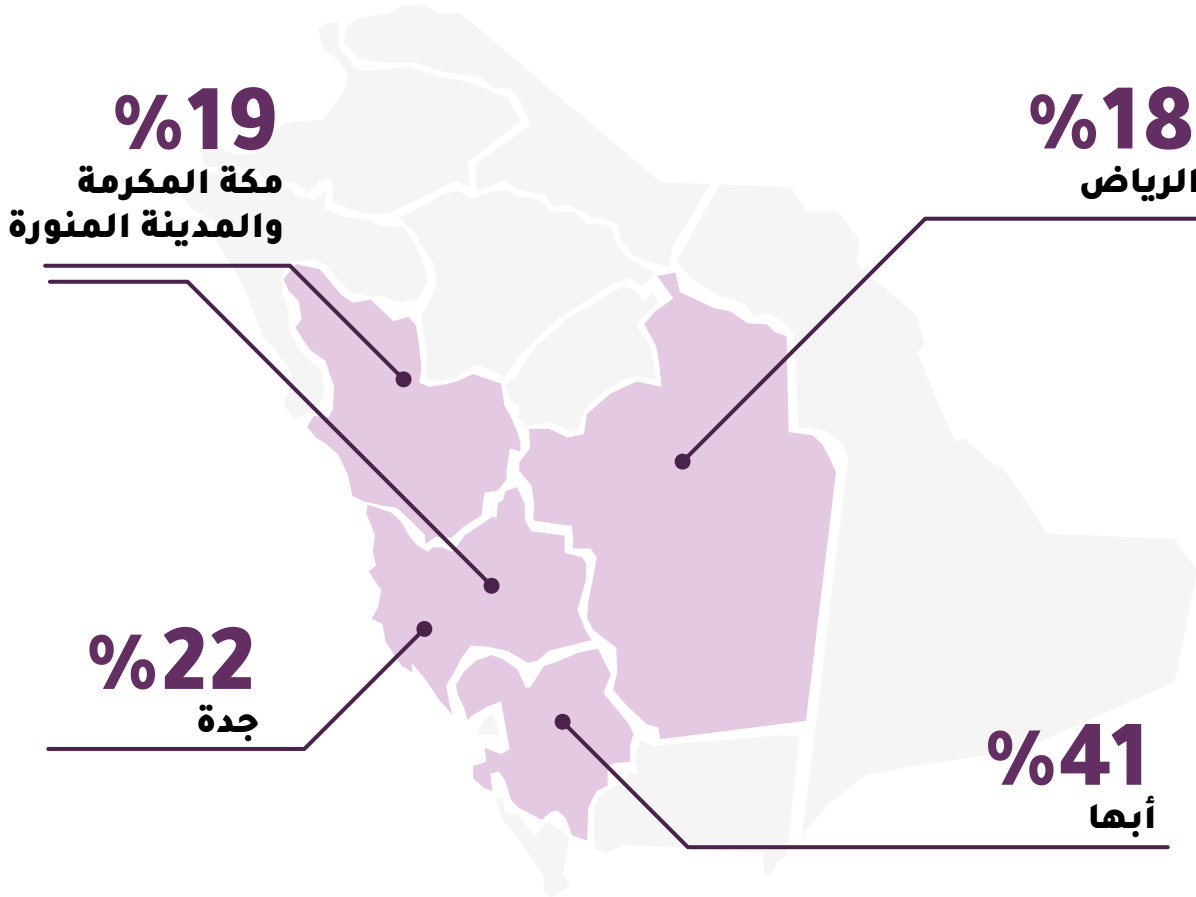 %18
الرياض
%19
مكة المكرمة
والمدينة المنورة
%22
جدة
%41
أبها